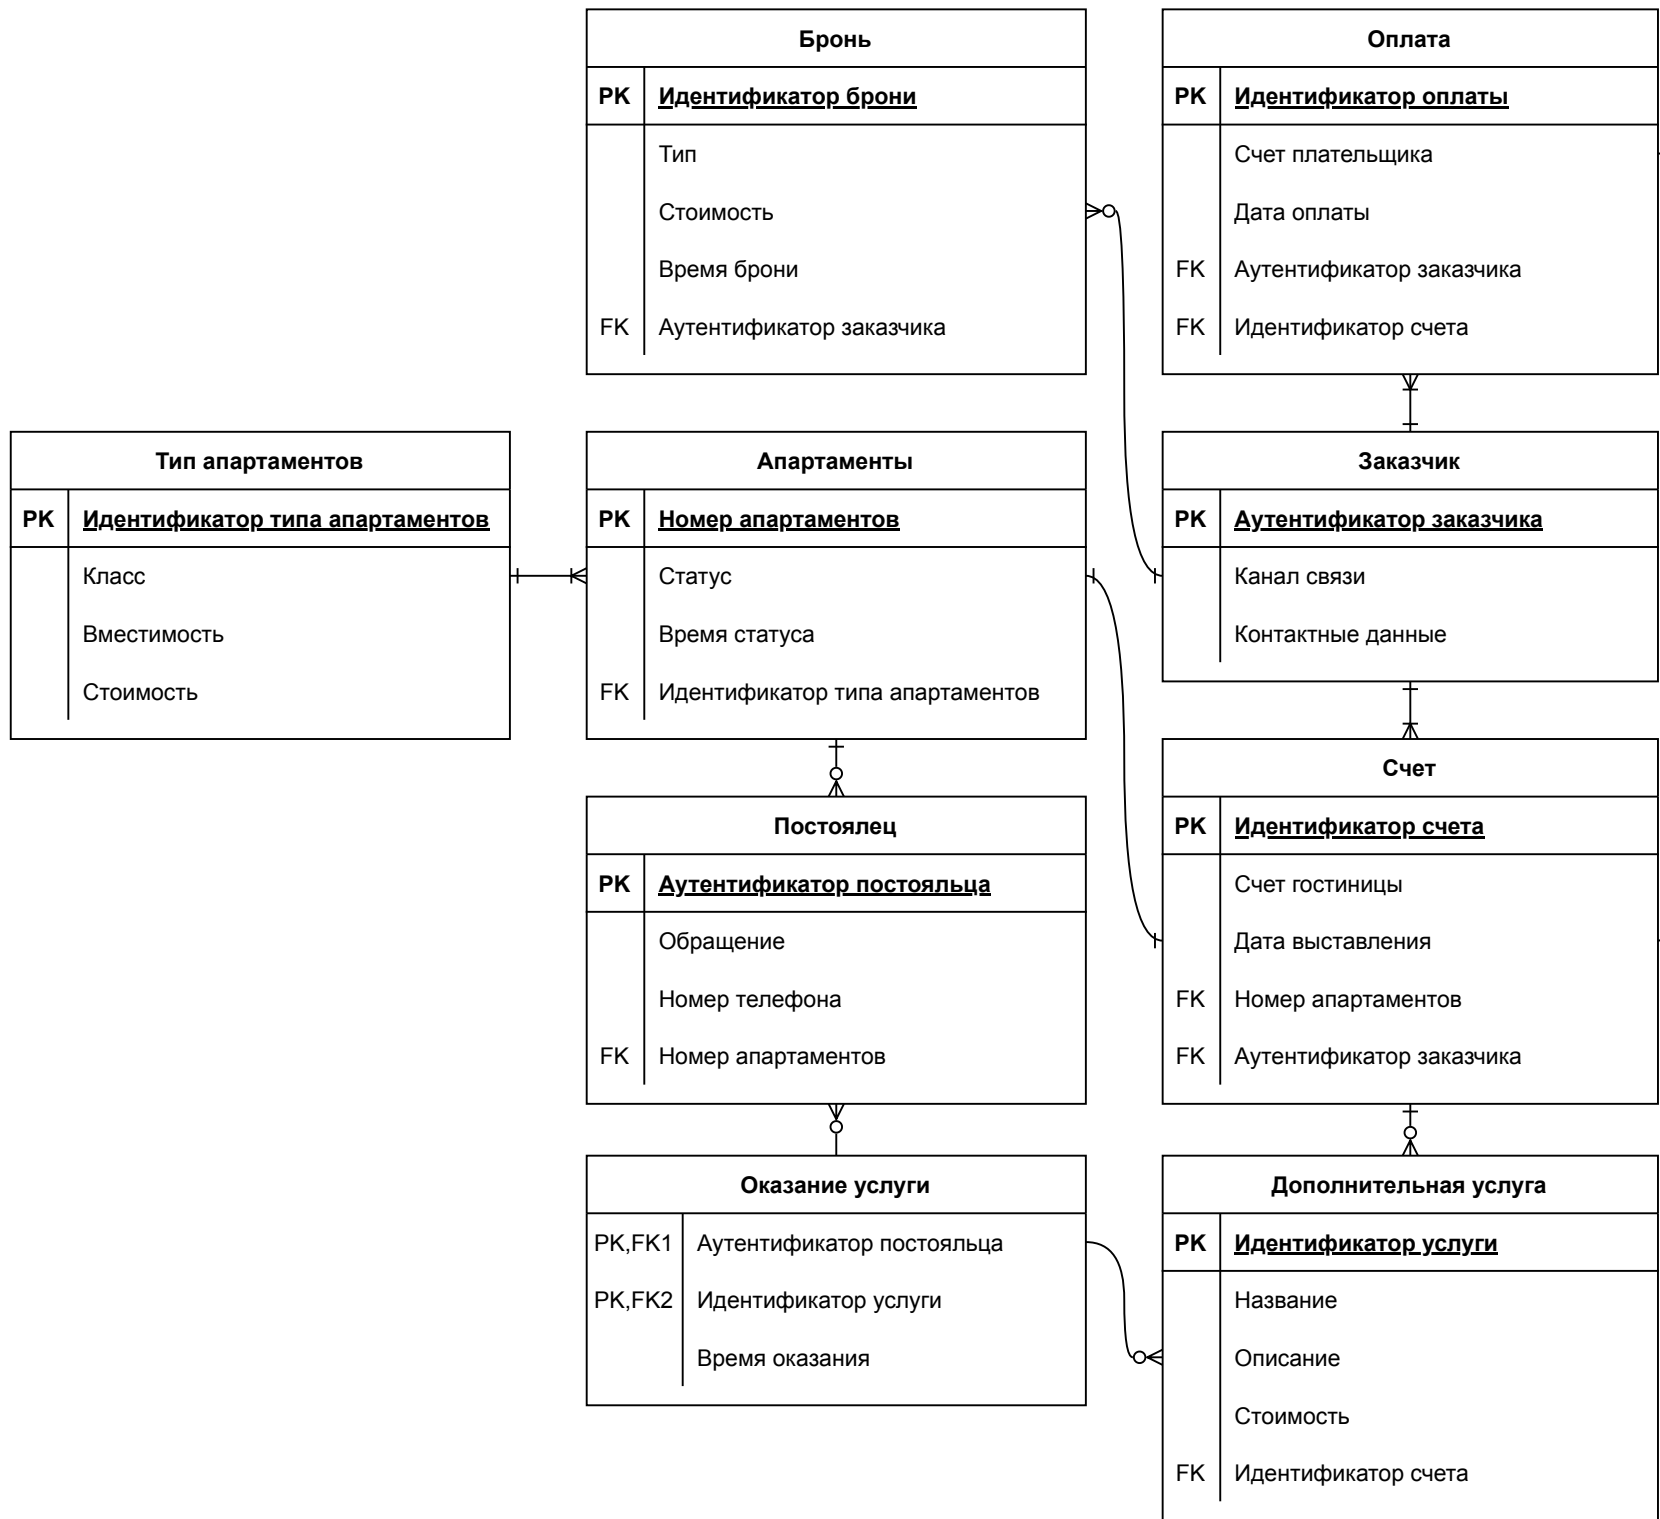 Бронь
PK Идентификатор брони
Тип
Стоимость
Время брони
FK Аутентификатор заказчика
Оплата
PK Идентификатор оплаты
Счет плательщика
Дата оплаты
FK Аутентификатор заказчика
FK Идентификатор счета
Тип апартаментов
PK Идентификатор типа апартаментов
Класс
Вместимость
Стоимость
Апартаменты
PK Номер апартаментов
Статус
Время статуса
FK Идентификатор типа апартаментов
Заказчик
PK Аутентификатор заказчика
Канал связи
Контактные данные
Постоялец
PK Аутентификатор постояльца
Обращение
Номер телефона
FK Номер апартаментов
Счет
PK Идентификатор счета
Счет гостиницы
Дата выставления
FK Номер апартаментов
FK Аутентификатор заказчика
Оказание услуги
PK,FK1 Аутентификатор постояльца
PK,FK2 Идентификатор услуги
Время оказания
Дополнительная услуга
PK Идентификатор услуги
Название
Описание
Стоимость
FK Идентификатор счета